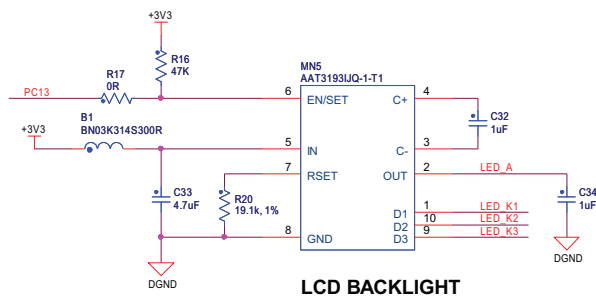 +3V3
R16
47K
MN5
AAT3193IJQ-1-T1
R17
0R
PC13
6
EN/SET
C+
4
C32
1uF
B1
BN03K314S300R
+3V3
5
IN
C-
3
7
RSET
OUT
2
LED_A
C33
4.7uF
R20
19.1k, 1%
C34
1uF
D1
1
LED_K1
D2
10
LED_K2
8
GND
D3
9
LED_K3
DGND
DGND
LCD BACKLIGHT